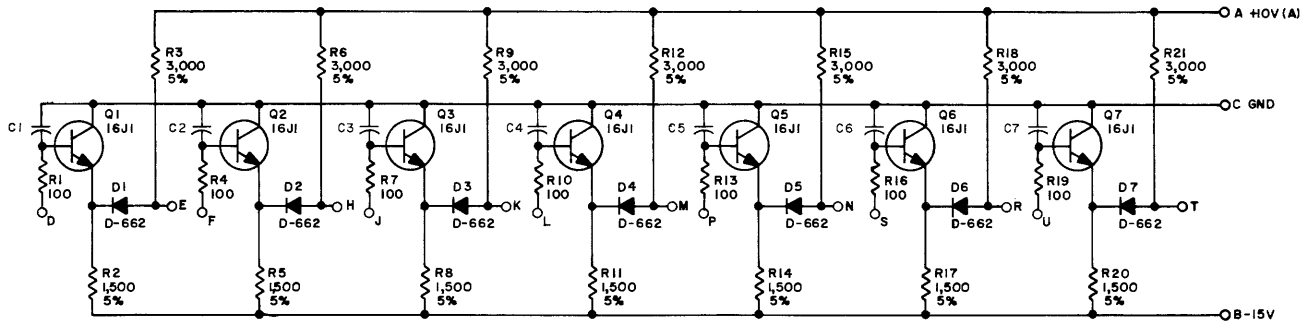 A +10V (A)
R3
3,000
5%
R6
3,000
5%
R9
3,000
5%
R12
3,000
5%
R15
3,000
5%
R18
3,000
5%
R21
3,000
5%
C GND
C1
Q1
16J1
C2
Q2
16J1
C3
Q3
16J1
C4
Q4
16J1
C5
Q5
16J1
C6
Q6
16J1
C7
Q7
16J1
R1
100
R4
100
R7
100
R10
100
R13
100
R16
100
R19
100
D
D1
E
D-662
F
D2
H
D-662
J
D3
K
D-662
L
D4
M
D-662
P
D5
N
D-662
S
D6
R
D-662
U
D7
T
D-662
R2
1,500
5%
R5
1,500
5%
R8
1,500
5%
R11
1,500
5%
R14
1,500
5%
R17
1,500
5%
R20
1,500
5%
B-15V